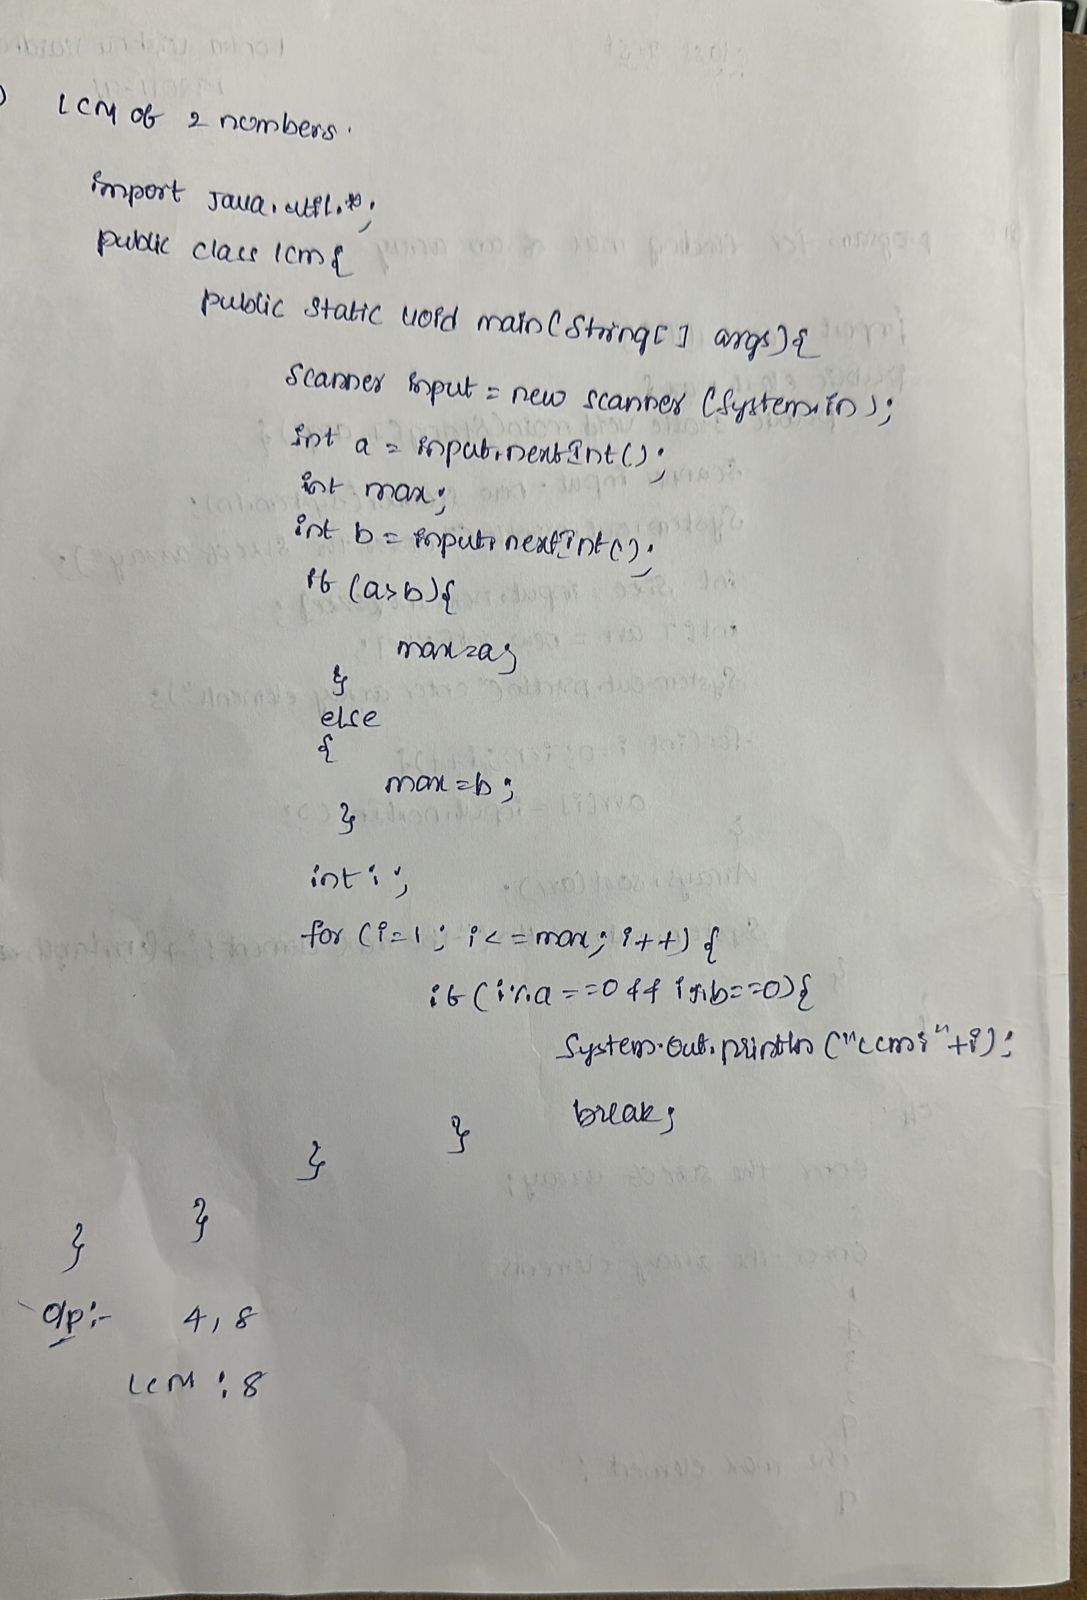 LCM of 2 numbers.
import java.util.*;
public class lcm{
public static void main(String[] args){
Scanner input = new scanner (System.in);
int a = input.nextInt();
int max;
int b = input.nextInt();
if (a>b){
max=a;
}
else
{
max=b;
}
int i;
for (i=1; i<=max; i++) {
if (i%a==0 && i%b==0){
System.out.println("LCM:"+i);
break;
}
}
}
}
O/p:- 4, 8
LCM : 8